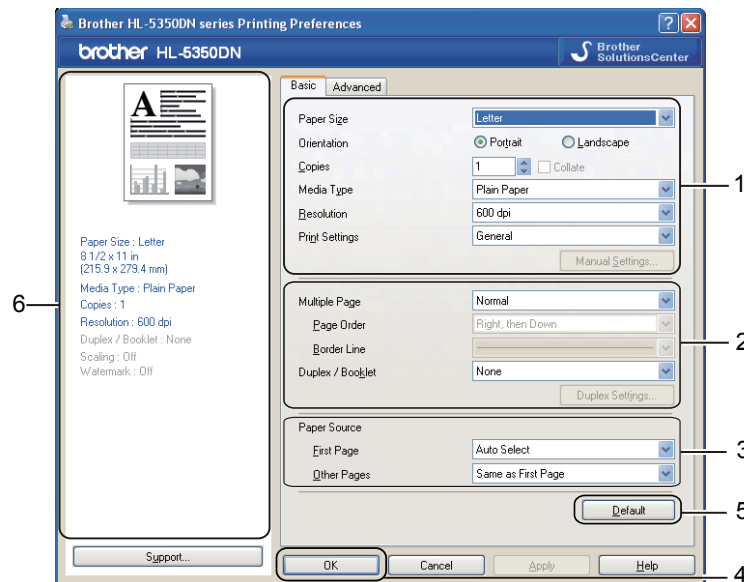 Brother HL-5350DN series Printing Preferences
brother HL-5350DN
Brother
SolutionsCenter
Basic
Advanced
A
Paper Size : Letter
8 1/2 x 11 in
(215.9 x 279.4 mm)
Media Type : Plain Paper
Copies : 1
Resolution : 600 dpi
Duplex / Booklet : None
Scaling : Off
Watermark : Off
Support...
6
Paper Size Letter
Orientation Portrait Landscape
Copies 1 Collate
Media Type Plain Paper
Resolution 600 dpi
Print Settings General
Manual Settings...
1
Multiple Page Normal
Page Order Right, then Down
Border Line
Duplex / Booklet None
Duplex Settings...
2
Paper Source
First Page Auto Select
Other Pages Same as First Page
3
Default
5
OK Cancel Apply Help
4